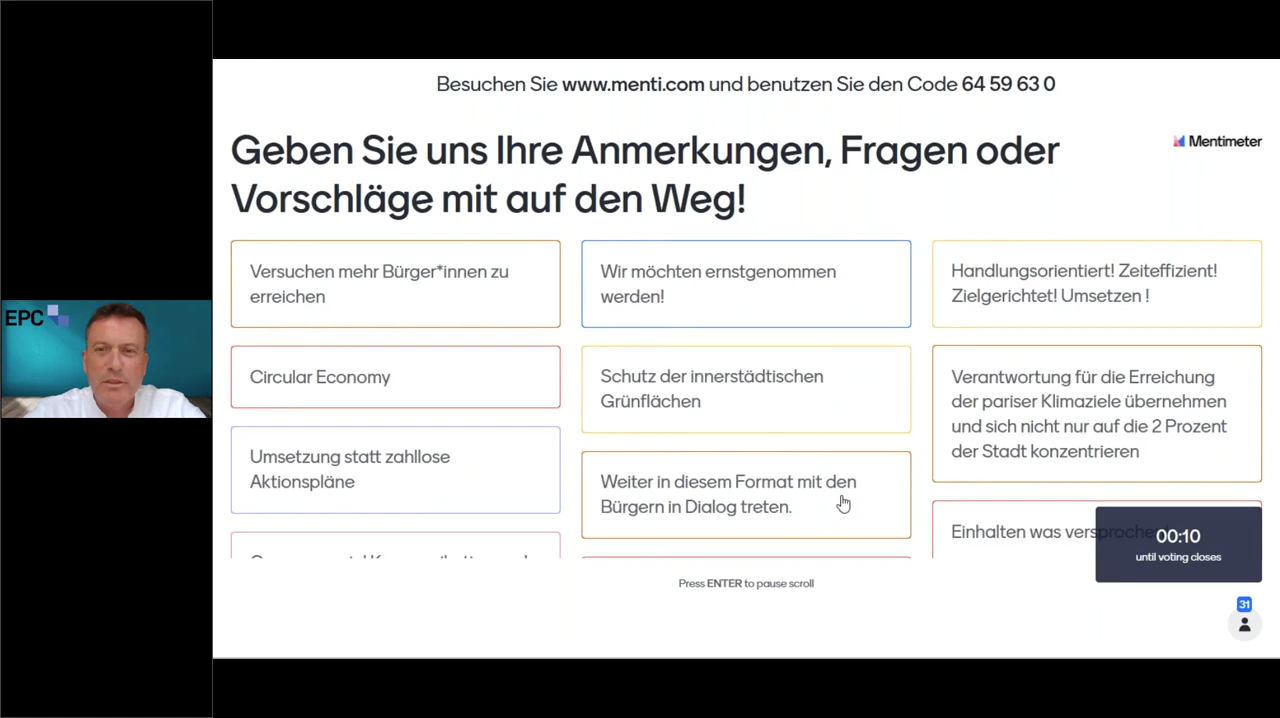 Besuchen Sie www.menti.com und benutzen Sie den Code 64 59 63 0
Geben Sie uns Ihre Anmerkungen, Fragen oder
Vorschläge mit auf den Weg!
Mentimeter
Versuchen mehr Bürger*innen zu
erreichen
Circular Economy
Umsetzung statt zahllose
Aktionspläne
Wir möchten ernstgenommen
werden!
Schutz der innerstädtischen
Grünflächen
Weiter in diesem Format mit den
Bürgern in Dialog treten.
Handlungsorientiert! Zeiteffizient!
Zielgerichtet! Umsetzen !
Verantwortung für die Erreichung
der pariser Klimaziele übernehmen
und sich nicht nur auf die 2 Prozent
der Stadt konzentrieren
Einhalten was versprochen
00:10
until voting closes
Press ENTER to pause scroll
31
EPC